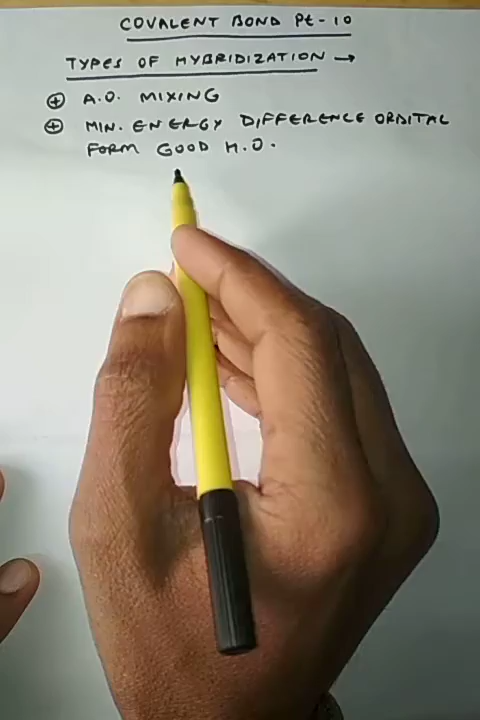 COVALENT BOND Pt-10
TYPES OF HYBRIDIZATION →
⊕ A.O. MIXING
⊕ MIN. ENERGY DIFFERENCE ORBITAL
FORM GOOD H.O.